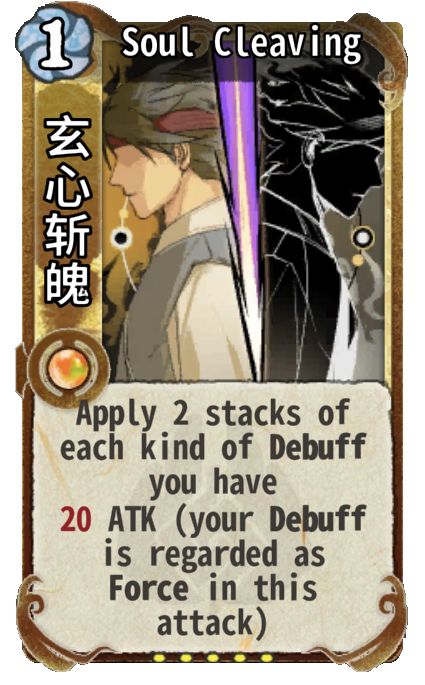 1
Soul Cleaving
玄心斩魄
Apply 2 stacks of
each kind of Debuff
you have
20 ATK (your Debuff
is regarded as
Force in this
attack)